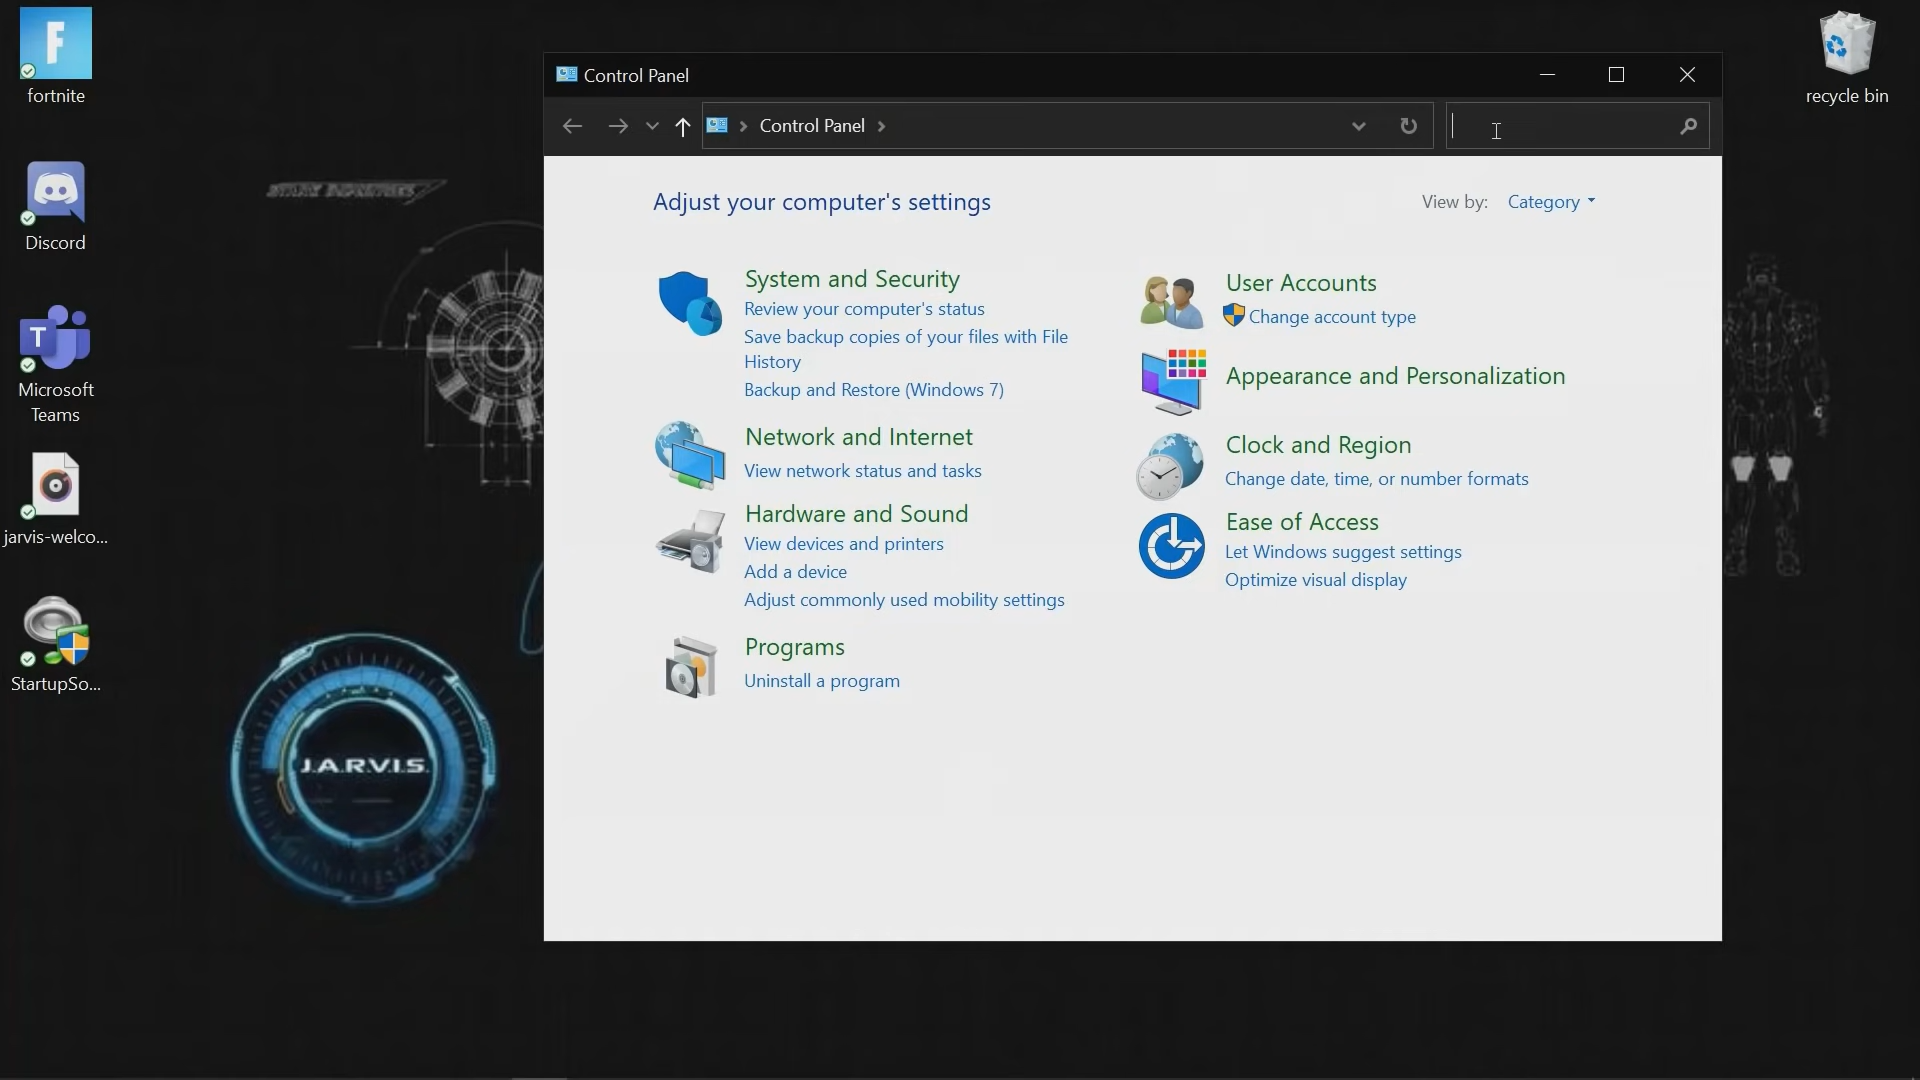 fortnite
Discord
Microsoft
Teams
jarvis-welco...
StartupSo...
recycle bin
J.A.R.V.I.S.
Control Panel
Control Panel
Adjust your computer's settings
View by: Category
System and Security
Review your computer's status
Save backup copies of your files with File
History
Backup and Restore (Windows 7)
Network and Internet
View network status and tasks
Hardware and Sound
View devices and printers
Add a device
Adjust commonly used mobility settings
Programs
Uninstall a program
User Accounts
Change account type
Appearance and Personalization
Clock and Region
Change date, time, or number formats
Ease of Access
Let Windows suggest settings
Optimize visual display